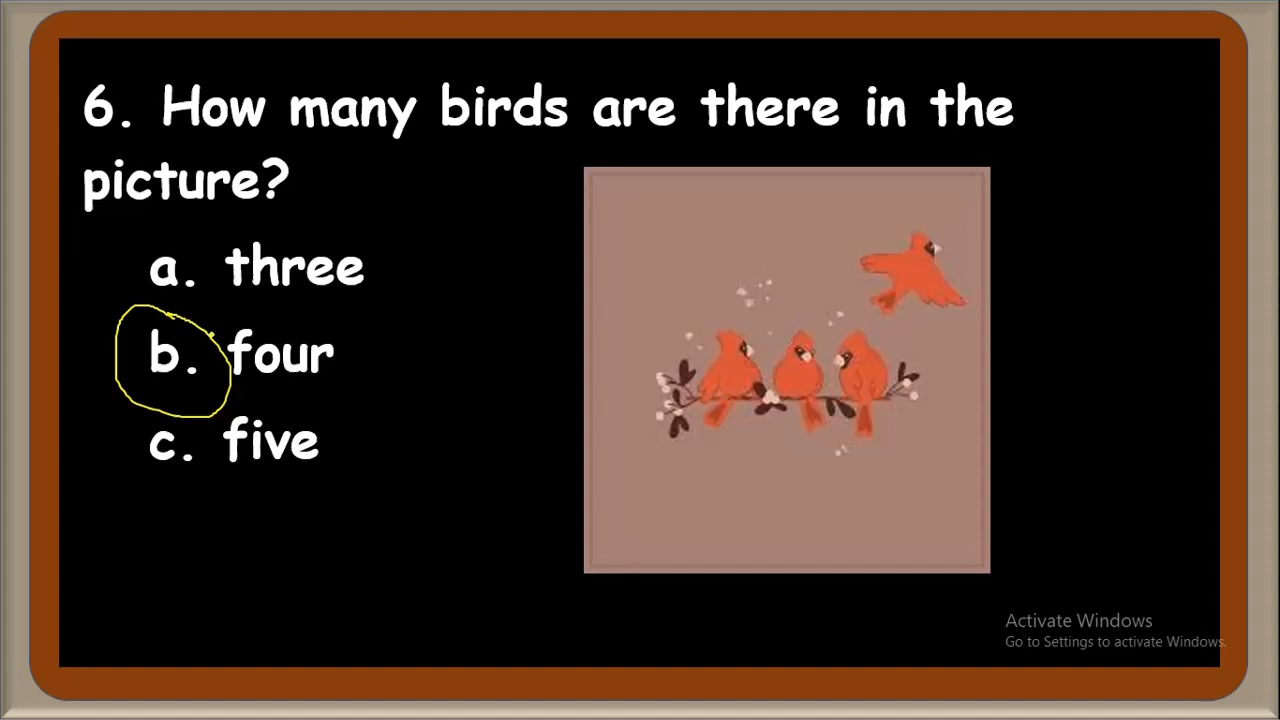 6. How many birds are there in the
picture?
a. three
b. four
c. five
Activate Windows
Go to Settings to activate Windows.